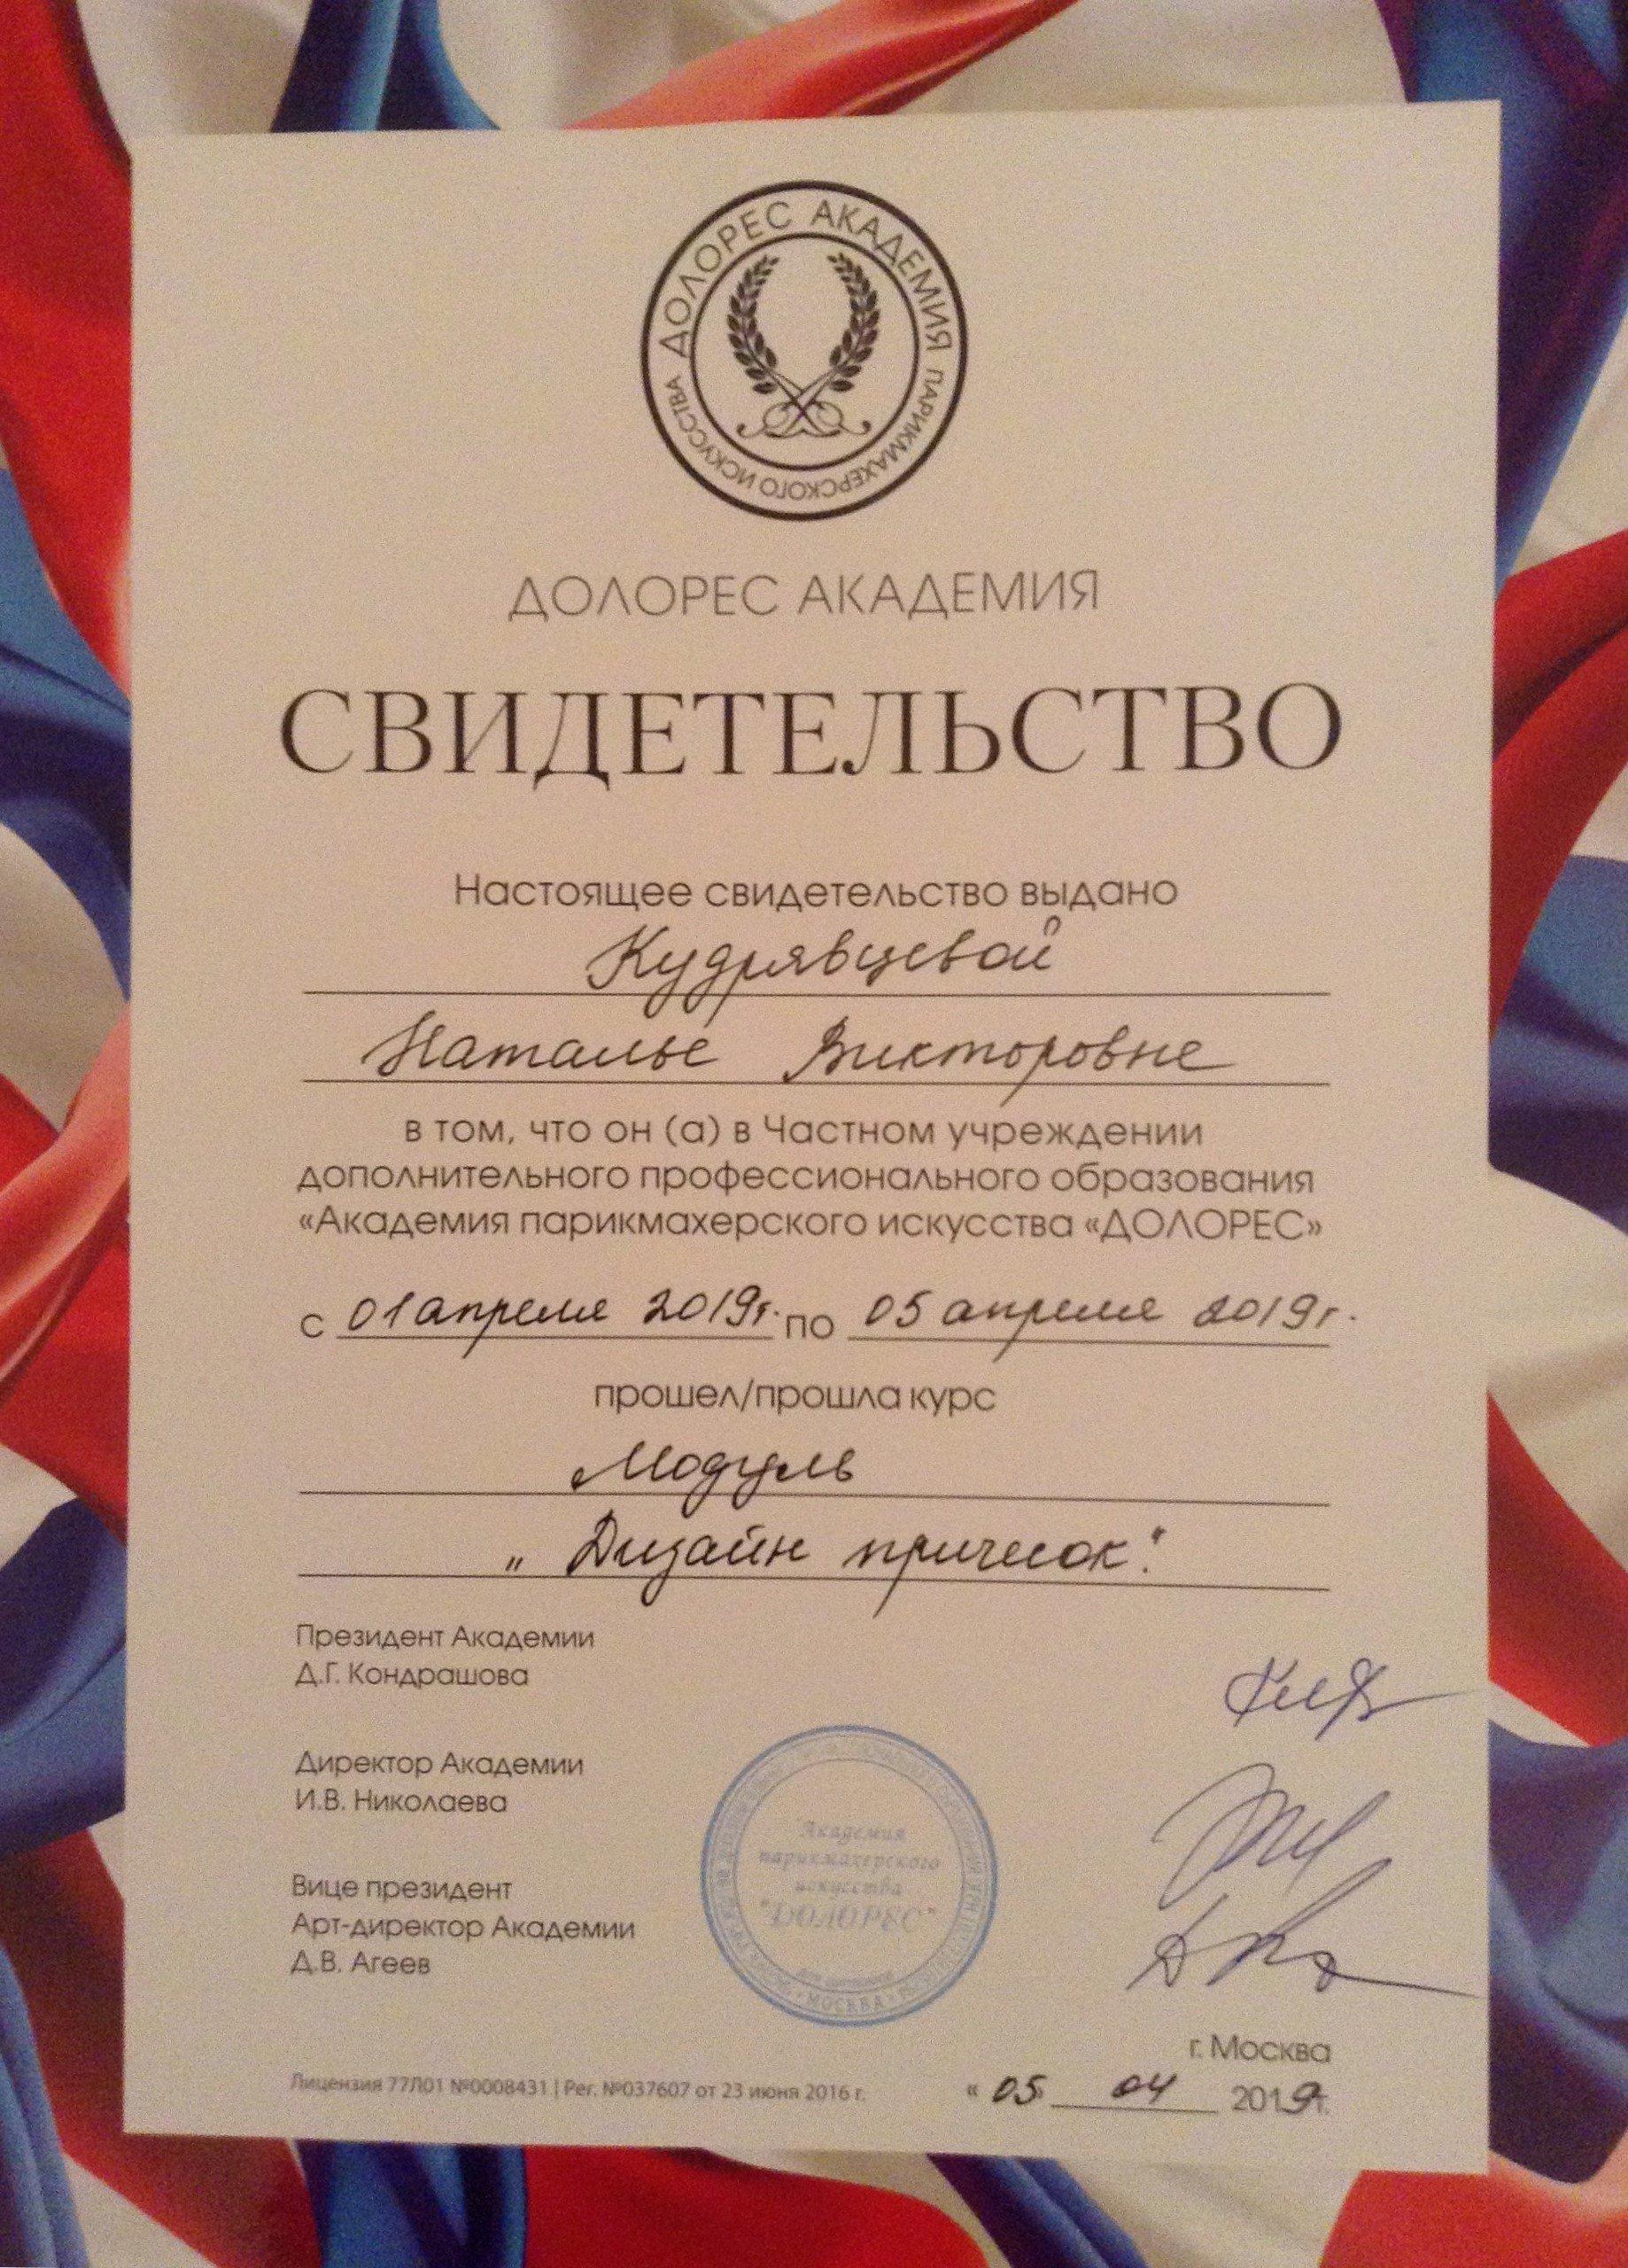 ДОЛОРЕС АКАДЕМИЯ ПАРИКМАХЕРСКОГО ИСКУССТВА
ДОЛОРЕС АКАДЕМИЯ
СВИДЕТЕЛЬСТВО
Настоящее свидетельство выдано
Кудрявцевой
Наталье Викторовне
в том, что он (а) в Частном учреждении
дополнительного профессионального образования
«Академия парикмахерского искусства «ДОЛОРЕС»
с 01 апреля 2019г. по 05 апреля 2019г.
прошел/прошла курс
Модуль
„Дизайн причесок."
Президент Академии
Д.Г. Кондрашова
Директор Академии
И.В. Николаева
Вице президент
Арт-директор Академии
Д.В. Агеев
Академия
парикмахерского
искусства
"ДОЛОРЕС"
МОСКВА
г. Москва
Лицензия 77Л01 №0008431 | Рег. №037607 от 23 июня 2016 г.
«05» 04 2019г.